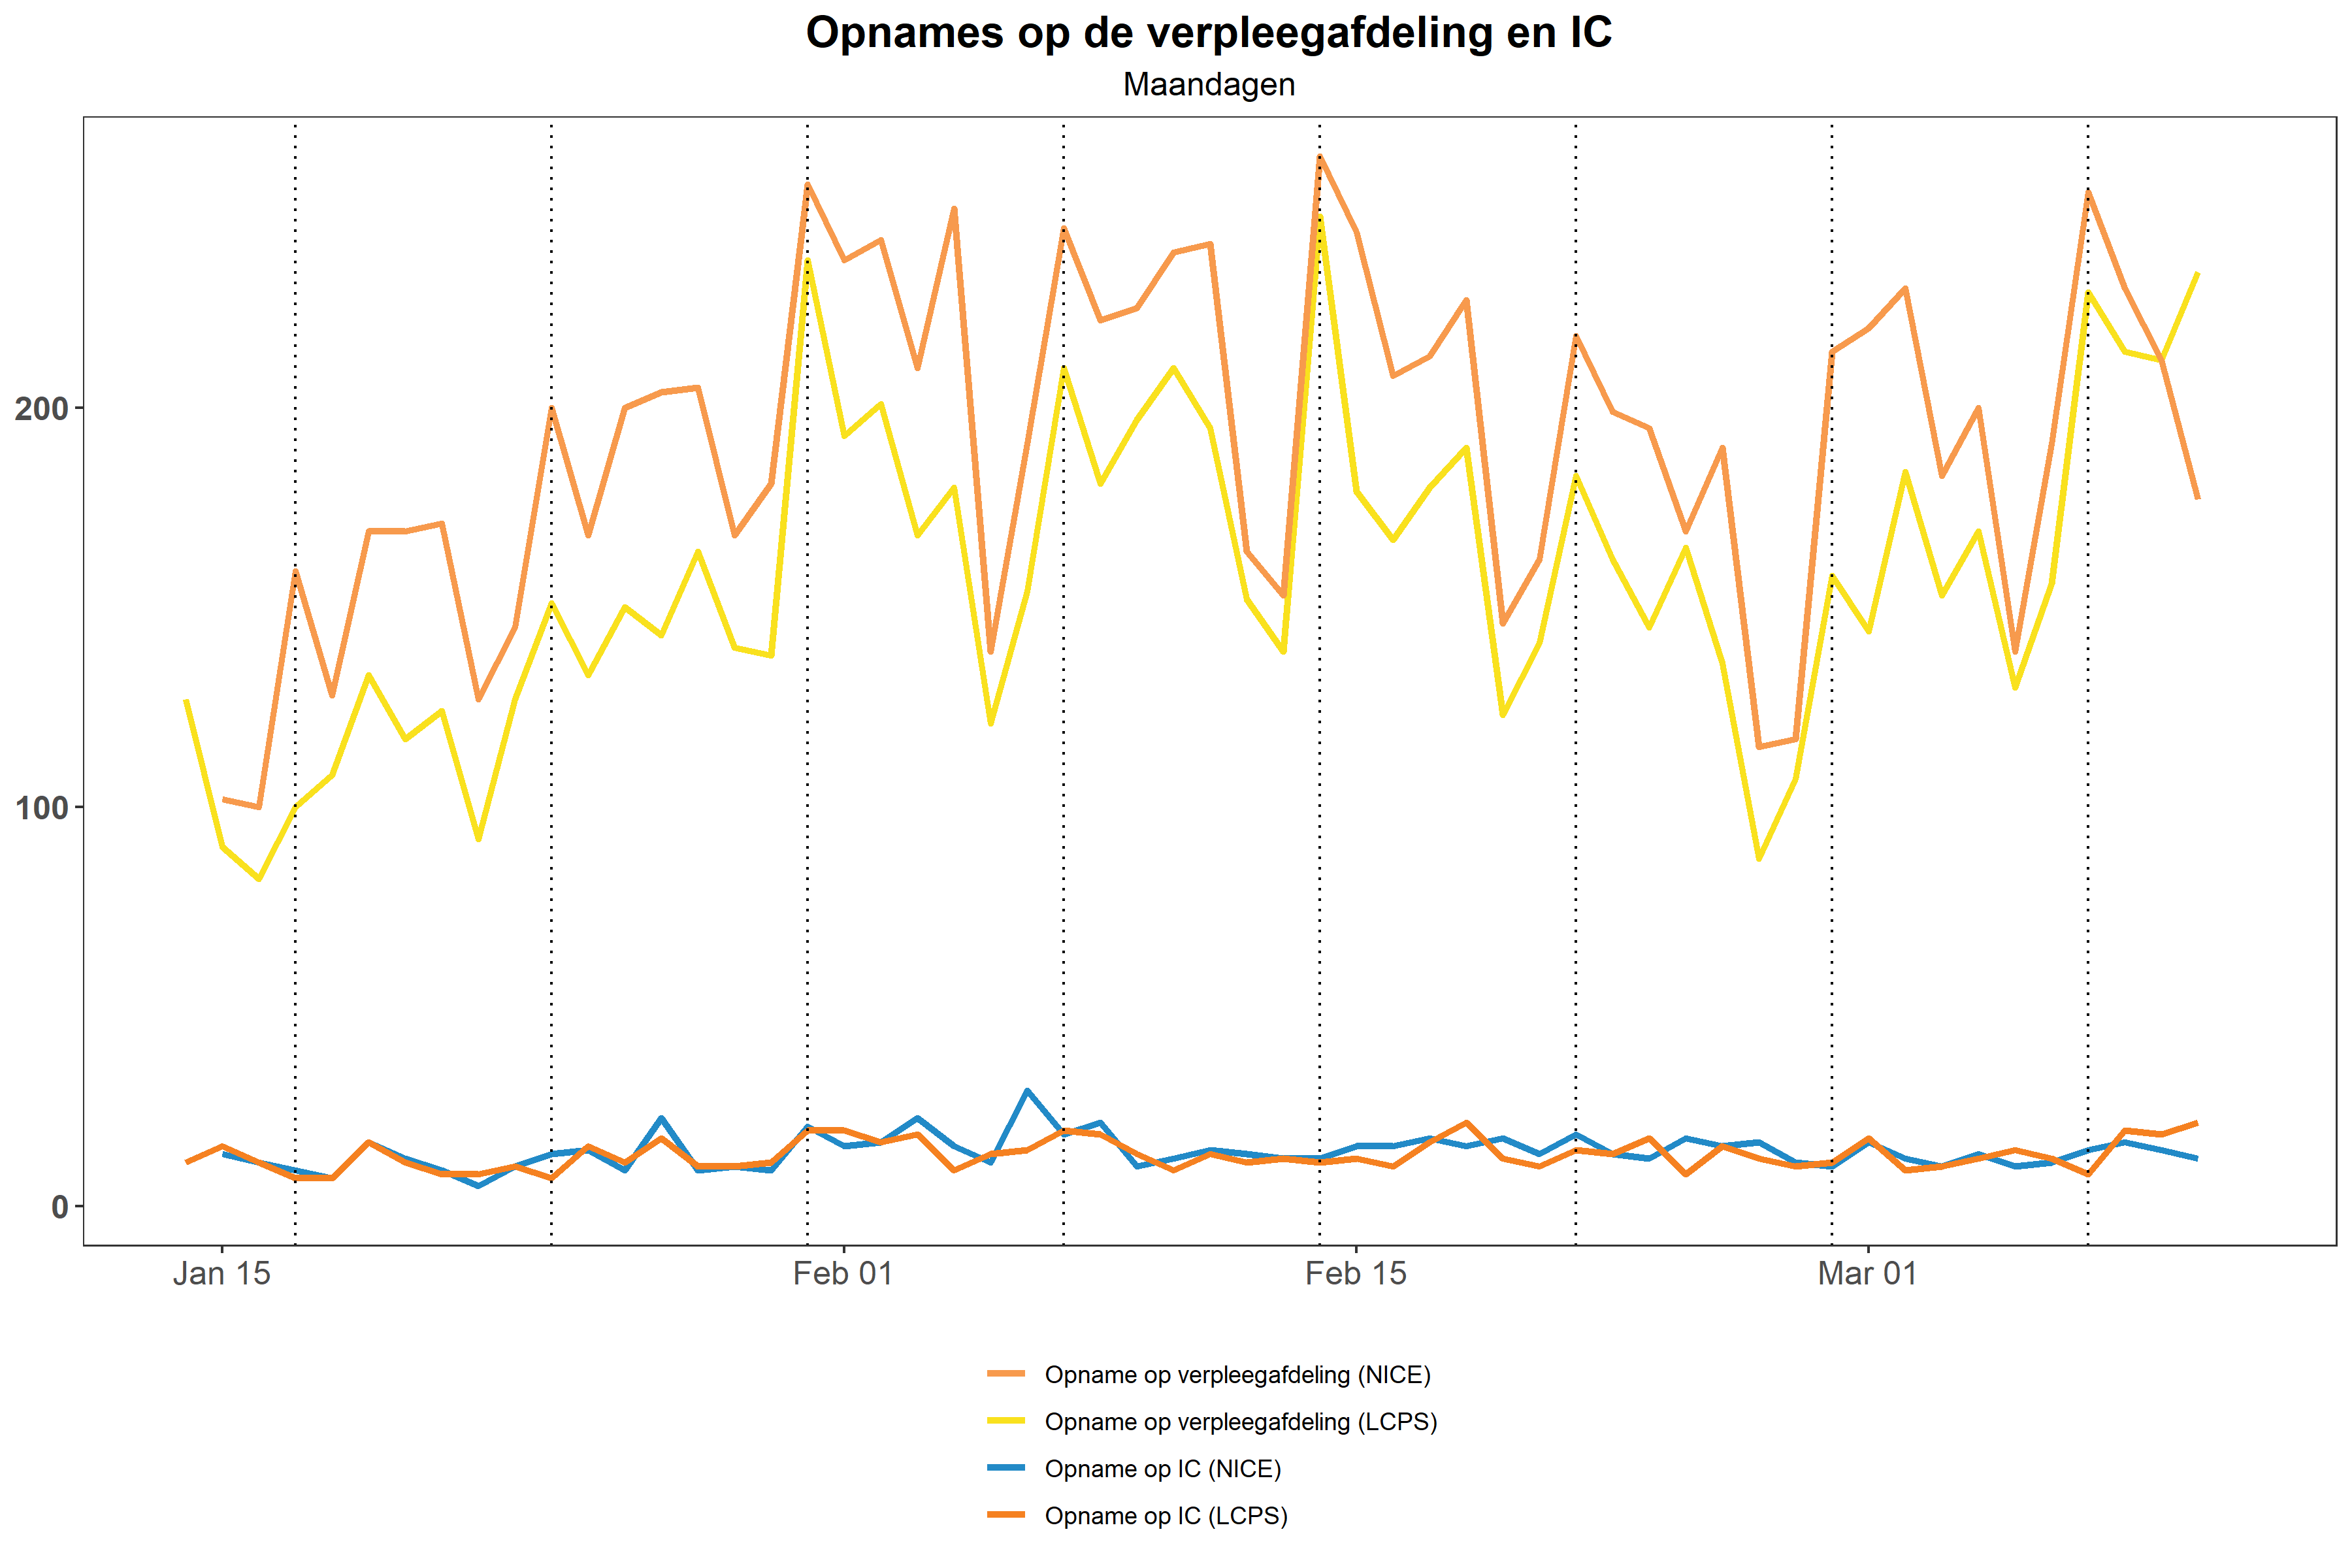 Opnames op de verpleegafdeling en IC
Maandagen
200
100
0
Jan 15 Feb 01 Feb 15 Mar 01
Opname op verpleegafdeling (NICE)
Opname op verpleegafdeling (LCPS)
Opname op IC (NICE)
Opname op IC (LCPS)